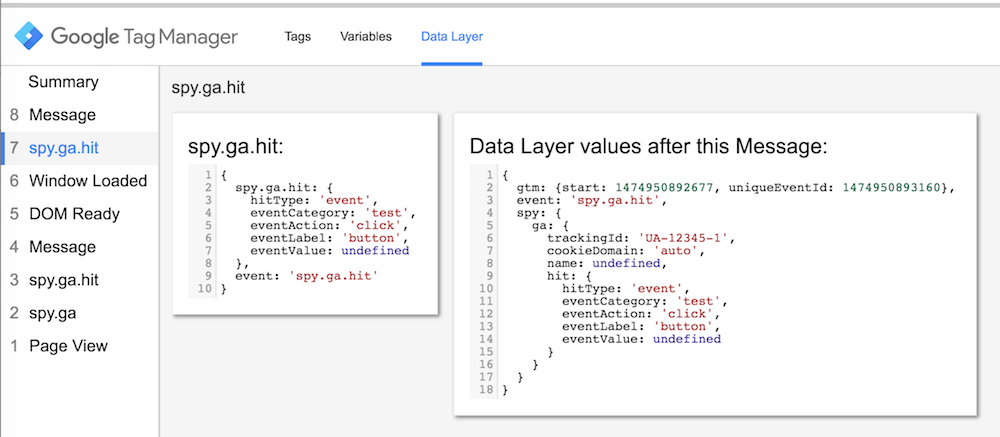 Google Tag Manager
Tags Variables Data Layer
Summary
8 Message
7 spy.ga.hit
6 Window Loaded
5 DOM Ready
4 Message
3 spy.ga.hit
2 spy.ga
1 Page View
spy.ga.hit
spy.ga.hit:
1 {
2 spy.ga.hit: {
3 hitType: 'event',
4 eventCategory: 'test',
5 eventAction: 'click',
6 eventLabel: 'button',
7 eventValue: undefined
8 },
9 event: 'spy.ga.hit'
10 }
Data Layer values after this Message:
1 {
2 gtm: {start: 1474950892677, uniqueEventId: 1474950893160},
3 event: 'spy.ga.hit',
4 spy: {
5 ga: {
6 trackingId: 'UA-12345-1',
7 cookieDomain: 'auto',
8 name: undefined,
9 hit: {
10 hitType: 'event',
11 eventCategory: 'test',
12 eventAction: 'click',
13 eventLabel: 'button',
14 eventValue: undefined
15 }
16 }
17 }
18 }